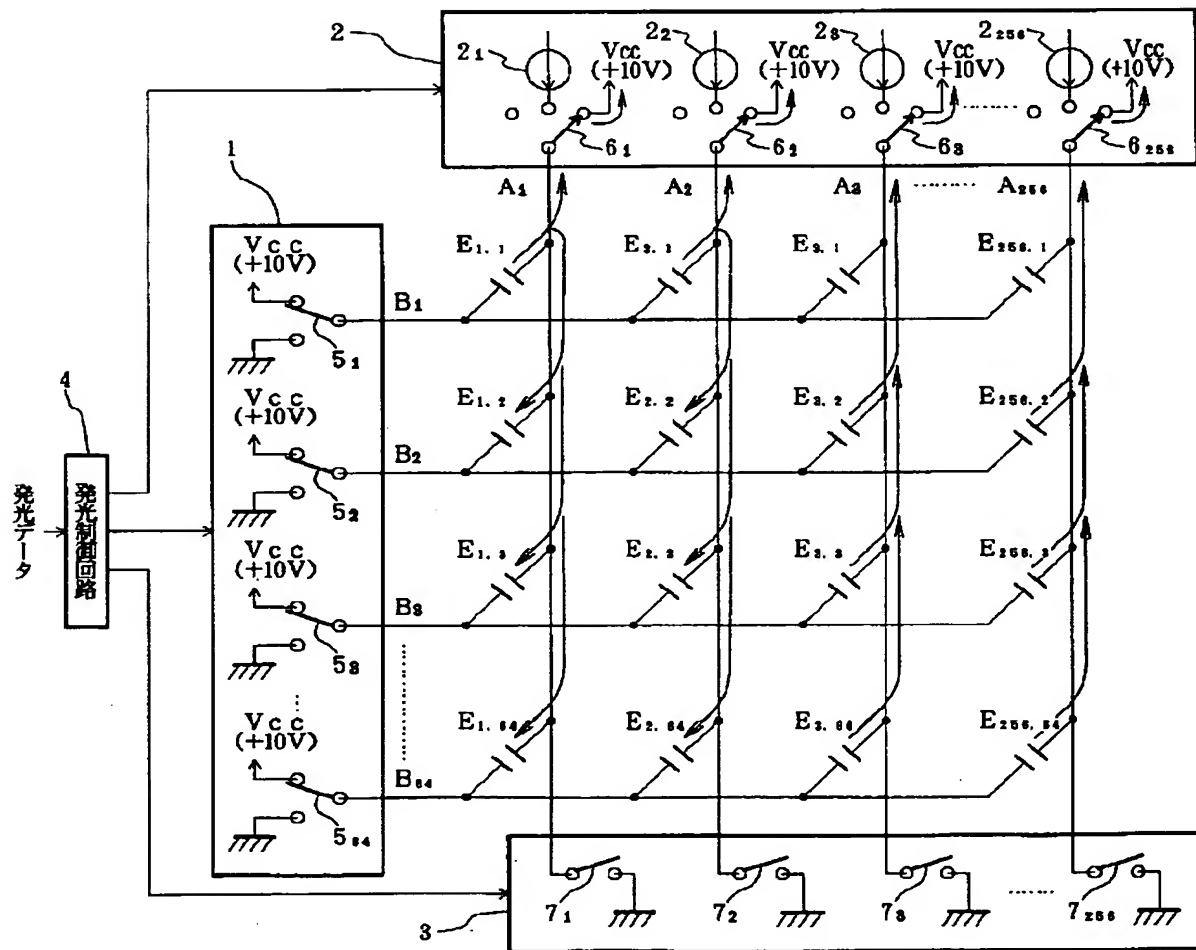 2
2₁
2₂
2₃
2₂₅₆
Vcc
(+10V)
Vcc
(+10V)
Vcc
(+10V)
Vcc
(+10V)
6₁
6₂
6₃
6₂₅₆
A₁
A₂
A₃
A₂₅₆
1
Vcc
(+10V)
B₁
5₁
E₁.₁
E₂.₁
E₃.₁
E₂₅₆.₁
4
発光データ
発光制御回路
Vcc
(+10V)
B₂
5₂
E₁.₂
E₂.₂
E₃.₂
E₂₅₆.₂
Vcc
(+10V)
B₃
5₃
E₁.₃
E₂.₂
E₃.₃
E₂₅₆.₃
Vcc
(+10V)
B₆₄
5₆₄
E₁.₆₄
E₂.₆₄
E₂₅₆.₆₄
3
7₁
7₂
7₃
7₂₅₆